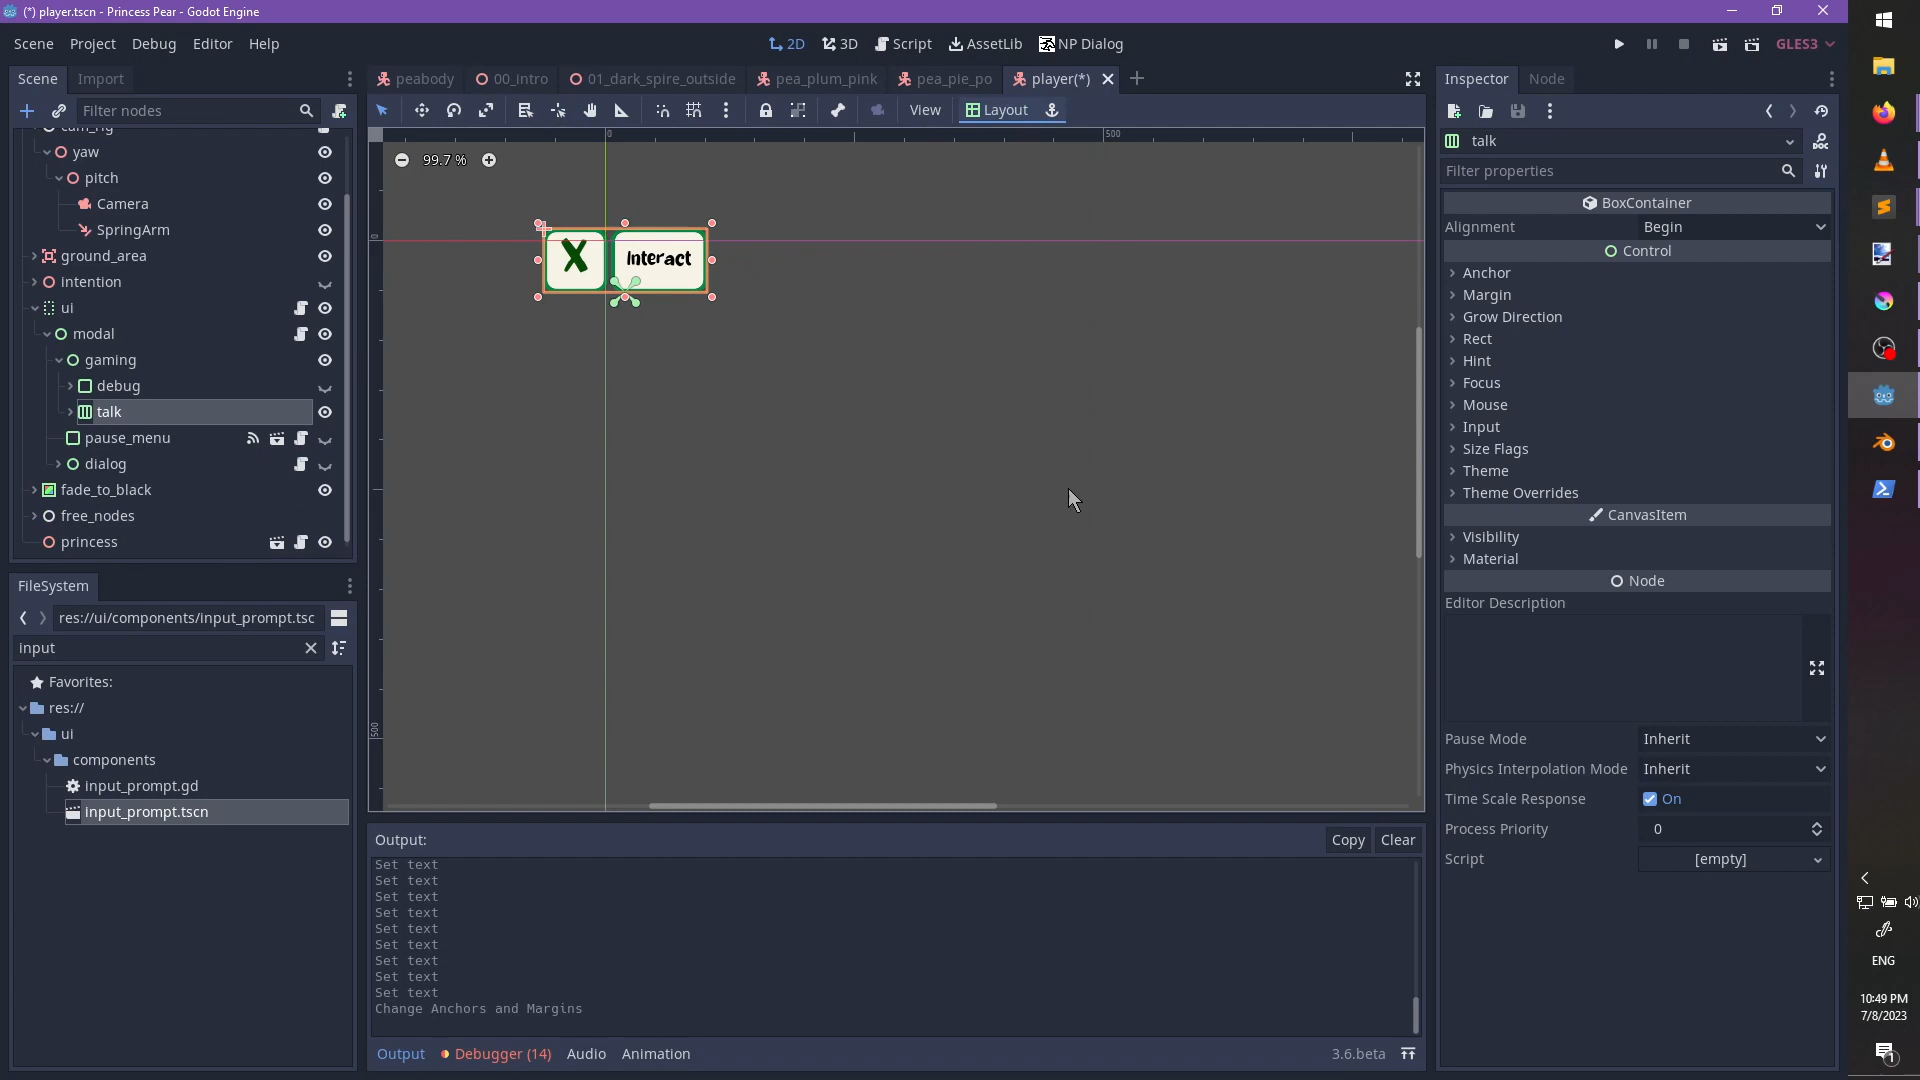 (*) player.tscn - Princess Pear - Godot Engine
Scene Project Debug Editor Help
2D 3D Script AssetLib NP Dialog
GLES3
Scene Import
peabody 00_intro 01_dark_spire_outside pea_plum_pink pea_pie_po player(*)
Inspector Node
Filter nodes
View Layout
talk
Filter properties
cam_rig
yaw
pitch
Camera
SpringArm
ground_area
intention
ui
modal
gaming
debug
talk
pause_menu
dialog
fade_to_black
free_nodes
princess
0 500
99.7 %
0
500
X Interact
BoxContainer
Alignment Begin
Control
Anchor
Margin
Grow Direction
Rect
Hint
Focus
Mouse
Input
Size Flags
Theme
Theme Overrides
CanvasItem
Visibility
Material
Node
Editor Description
Pause Mode Inherit
Physics Interpolation Mode Inherit
Time Scale Response On
Process Priority 0
Script [empty]
FileSystem
res://ui/components/input_prompt.tsc
input
Favorites:
res://
ui
components
input_prompt.gd
input_prompt.tscn
Output: Copy Clear
Set text
Set text
Set text
Set text
Set text
Set text
Set text
Set text
Set text
Change Anchors and Margins
Output Debugger (14) Audio Animation 3.6.beta
ENG
10:49 PM
7/8/2023
1